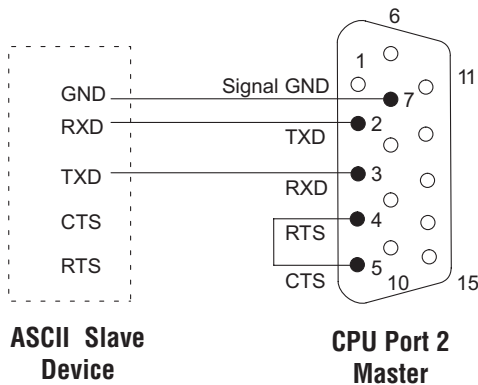 6
1
11
GND
Signal GND
7
RXD
TXD
2
TXD
RXD
3
CTS
RTS
4
RTS
CTS
5
10
15
ASCII Slave
Device
CPU Port 2
Master